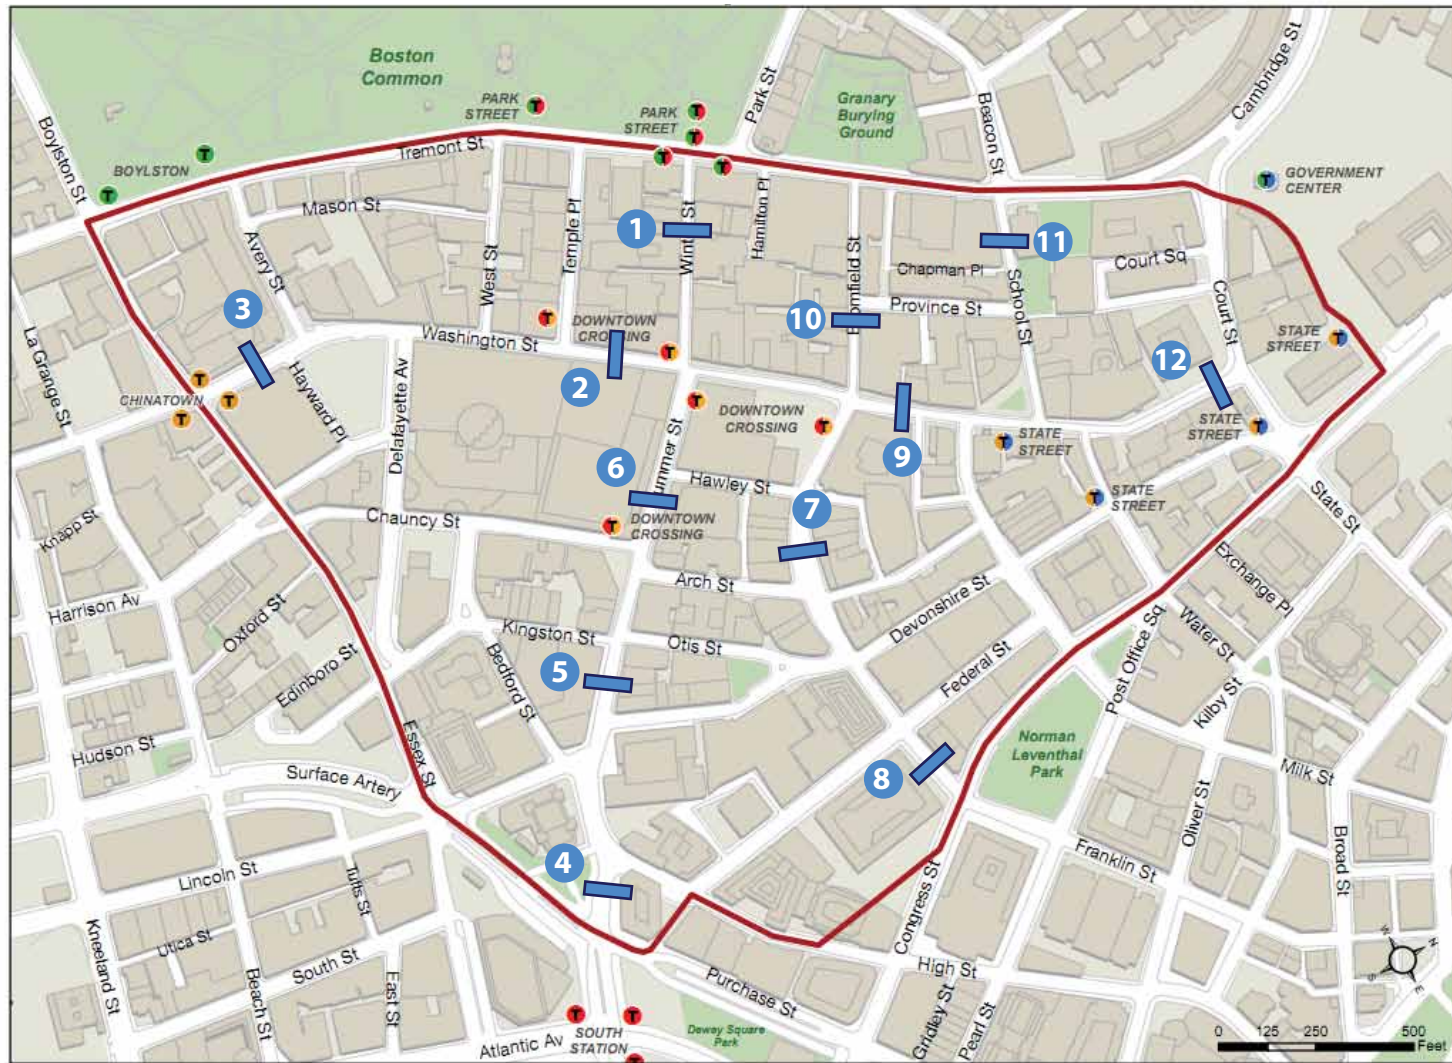 Boston
Common
PARK
STREET
T
PARK
STREET
T
T
T
T
Park St
Granary
Burying
Ground
Beacon St
Cambridge St
Boylston St
T
BOYLSTON
T
Tremont St
T
GOVERNMENT
CENTER
Mason St
Avery St
West St
Temple Pl
1
Hamilton Pl
11
Chapman Pl
Court Sq
Province St
School St
Court St
3
T
DOWNTOWN
Washington St
2
T
10
12
STATE
STREET
T
La Grange St
T
CHINATOWN
T
T
Hayward Pl
Delafayette Av
T
DOWNTOWN
CROSSING
T
9
T
STATE
STREET
STATE
STREET
T
6
Hawley St
7
T
STATE
STREET
State St
Knapp St
Chauncy St
T
DOWNTOWN
CROSSING
Exchange Pl
Harrison Av
Oxford St
Arch St
Devonshire St
Kingston St
Otis St
Edinboro St
Bedford St
5
Federal St
Post Office Sq
Water St
Kilby St
Hudson St
Essex St
Surface Artery
8
Norman
Leventhal
Park
Milk St
Oliver St
Broad St
Lincoln St
Tufts St
4
Franklin St
Kneeland St
Utica St
Beach St
South St
East St
Congress St
High St
Purchase St
Gridley St
Pearl St
W
N
S
E
T
T
SOUTH
STATION
T
Atlantic Av
Dewey Square
Park
0 125 250 500
Feet